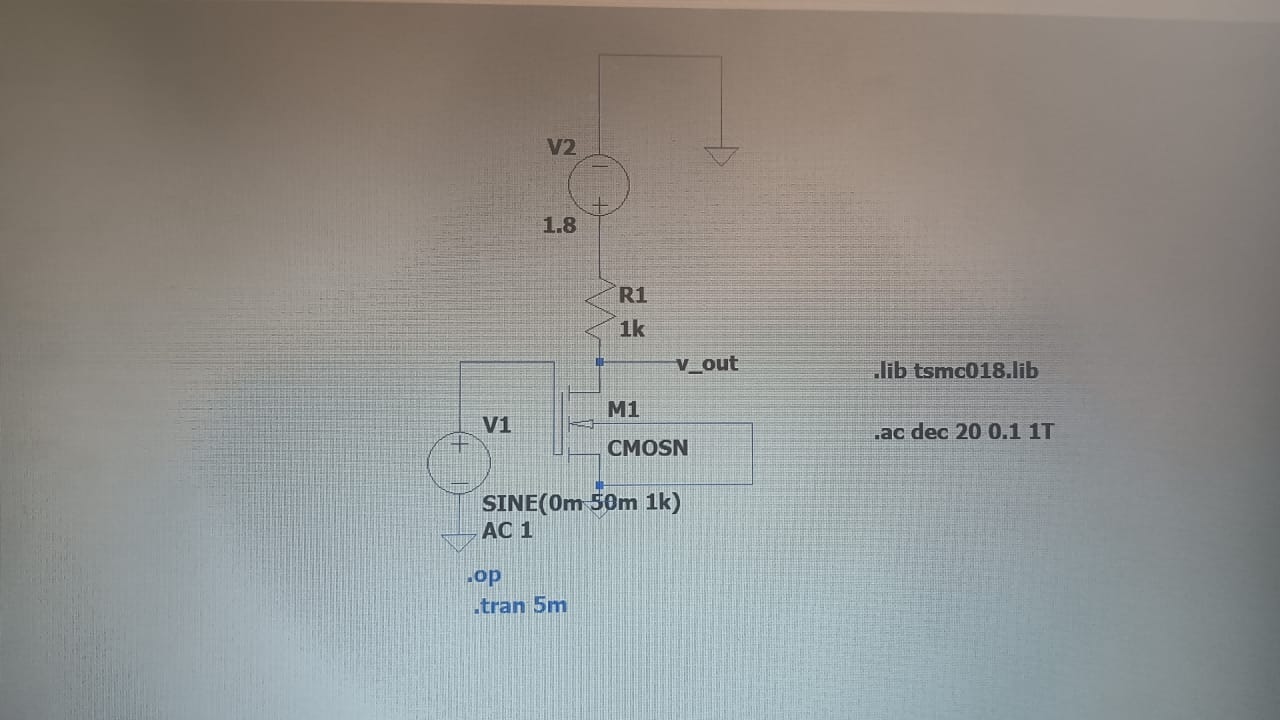 V2
1.8
R1
1k
v_out
.lib tsmc018.lib
M1
V1
.ac dec 20 0.1 1T
CMOSN
SINE(0m 50m 1k)
AC 1
.op
.tran 5m